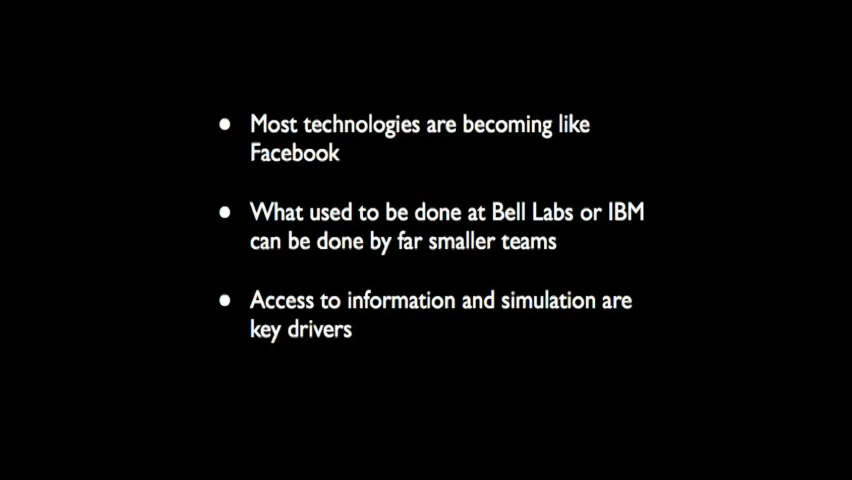 • Most technologies are becoming like
Facebook
• What used to be done at Bell Labs or IBM
can be done by far smaller teams
• Access to information and simulation are
key drivers